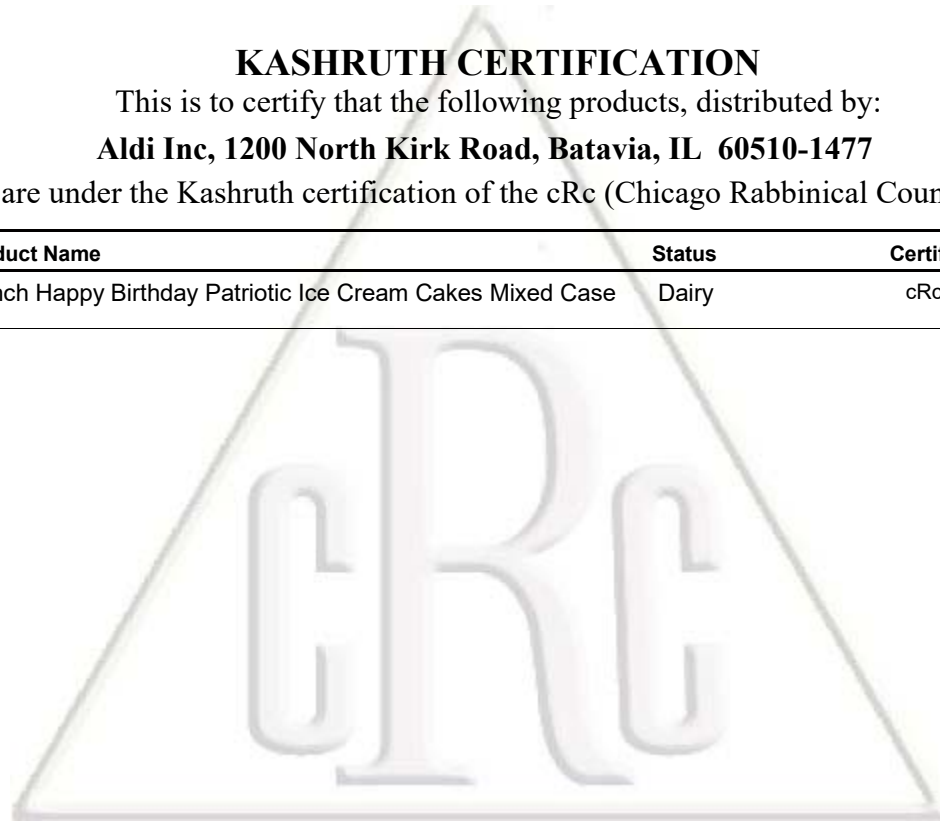 KASHRUTH CERTIFICATION
This is to certify that the following products, distributed by:
Aldi Inc, 1200 North Kirk Road, Batavia, IL 60510-1477
are under the Kashruth certification of the cRc (Chicago Rabbinical Coun
duct Name Status Certif
nch Happy Birthday Patriotic Ice Cream Cakes Mixed Case Dairy cRc
cRc